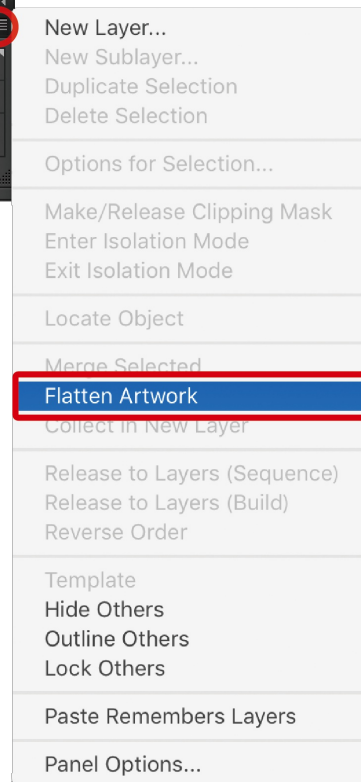 New Layer...
New Sublayer...
Duplicate Selection
Delete Selection
Options for Selection...
Make/Release Clipping Mask
Enter Isolation Mode
Exit Isolation Mode
Locate Object
Merge Selected
Flatten Artwork
Collect in New Layer
Release to Layers (Sequence)
Release to Layers (Build)
Reverse Order
Template
Hide Others
Outline Others
Lock Others
Paste Remembers Layers
Panel Options...